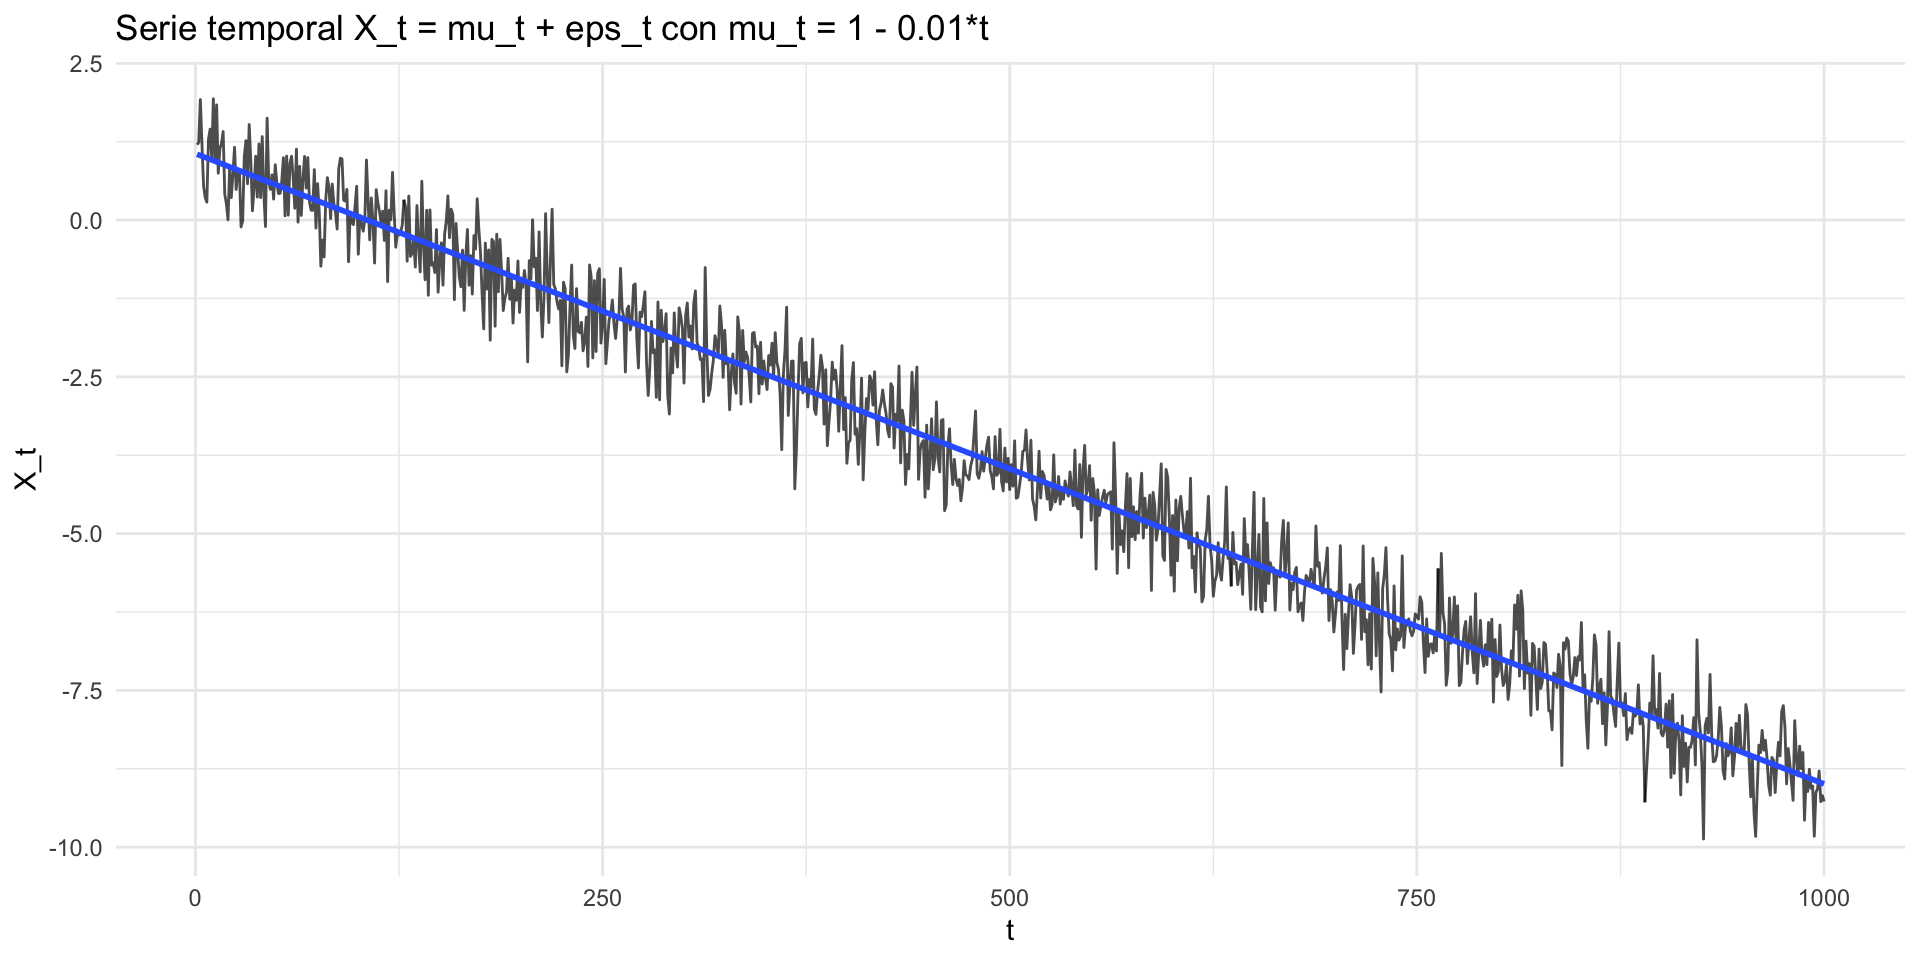 Serie temporal X_t = mu_t + eps_t con mu_t = 1 - 0.01*t
2.5
0.0
-2.5
-5.0
-7.5
-10.0
X_t
0 250 500 750 1000
t